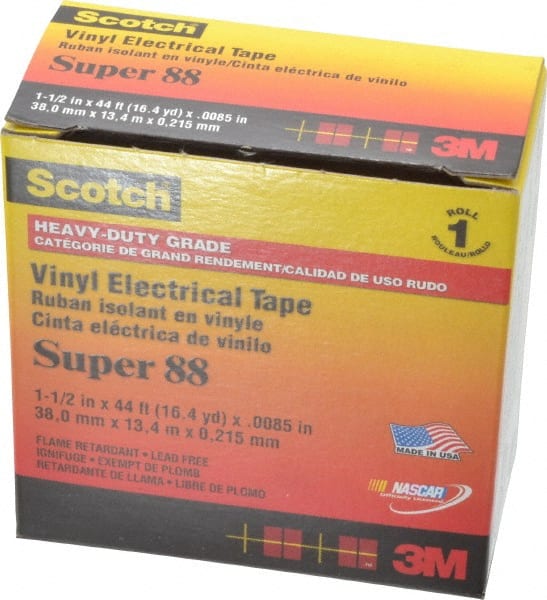 Scotch
Vinyl Electrical Tape
Ruban isolant en vinyle/Cinta eléctrica de vinilo
Super 88
1-1/2 in x 44 ft (16.4 yd) x .0085 in
38,0 mm x 13,4 m x 0,215 mm
3M
Scotch
HEAVY-DUTY GRADE
CATÉGORIE DE GRAND RENDEMENT/CALIDAD DE USO RUDO
ROLL
1
ROULEAU/ROLLO
Vinyl Electrical Tape
Ruban isolant en vinyle
Cinta eléctrica de vinilo
Super 88
1-1/2 in x 44 ft (16.4 yd) x .0085 in
38,0 mm x 13,4 m x 0,215 mm
FLAME RETARDANT • LEAD FREE
IGNIFUGE • EXEMPT DE PLOMB
RETARDANTE DE LLAMA • LIBRE DE PLOMO
MADE IN USA
NASCAR
Officially Licensed
3M